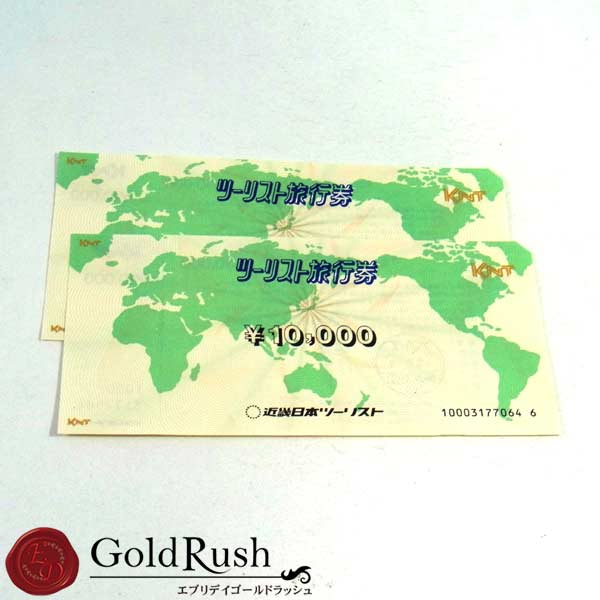 KNT
ツーリスト旅行券
KNT
KNT
ツーリスト旅行券
KNT
¥10,000
KNT
近畿日本ツーリスト
10003177064 6
GoldRush
エブリデイゴールドラッシュ